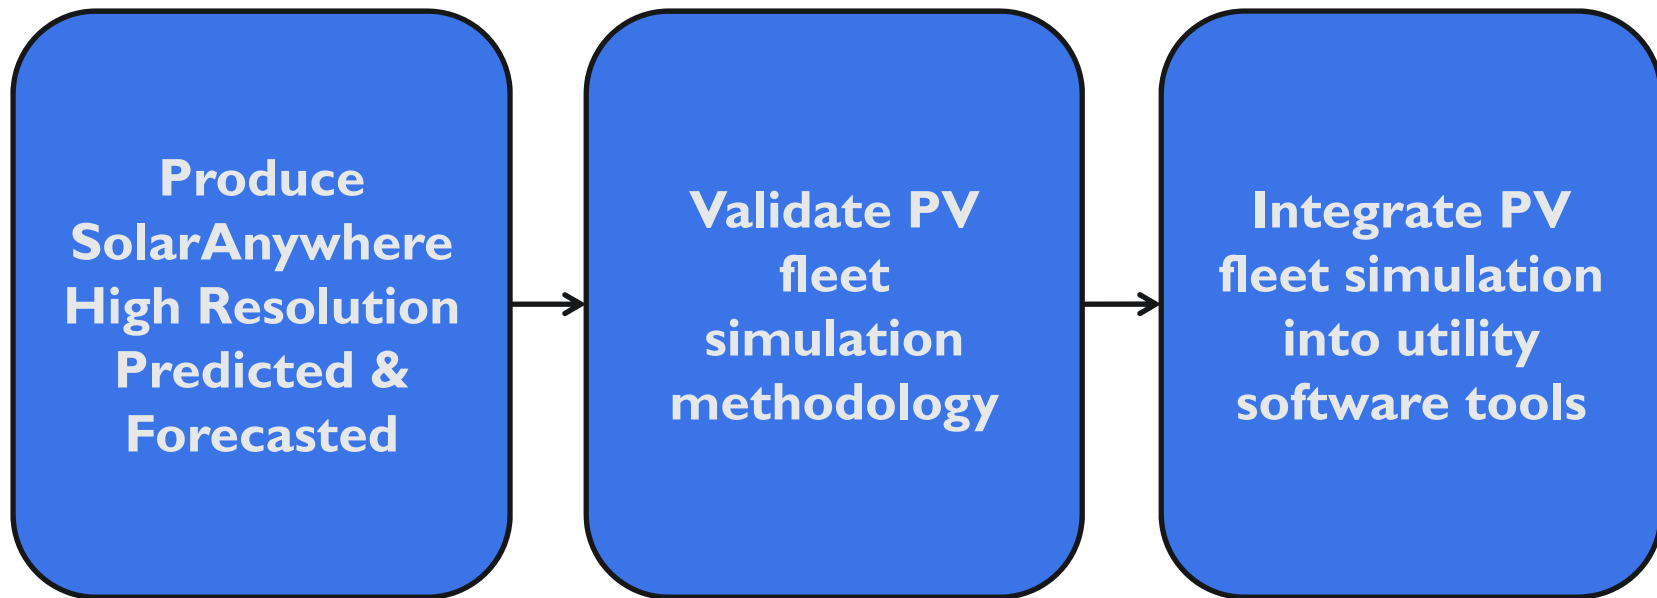 Produce
SolarAnywhere
High Resolution
Predicted &
Forecasted
Validate PV
fleet
simulation
methodology
Integrate PV
fleet simulation
into utility
software tools